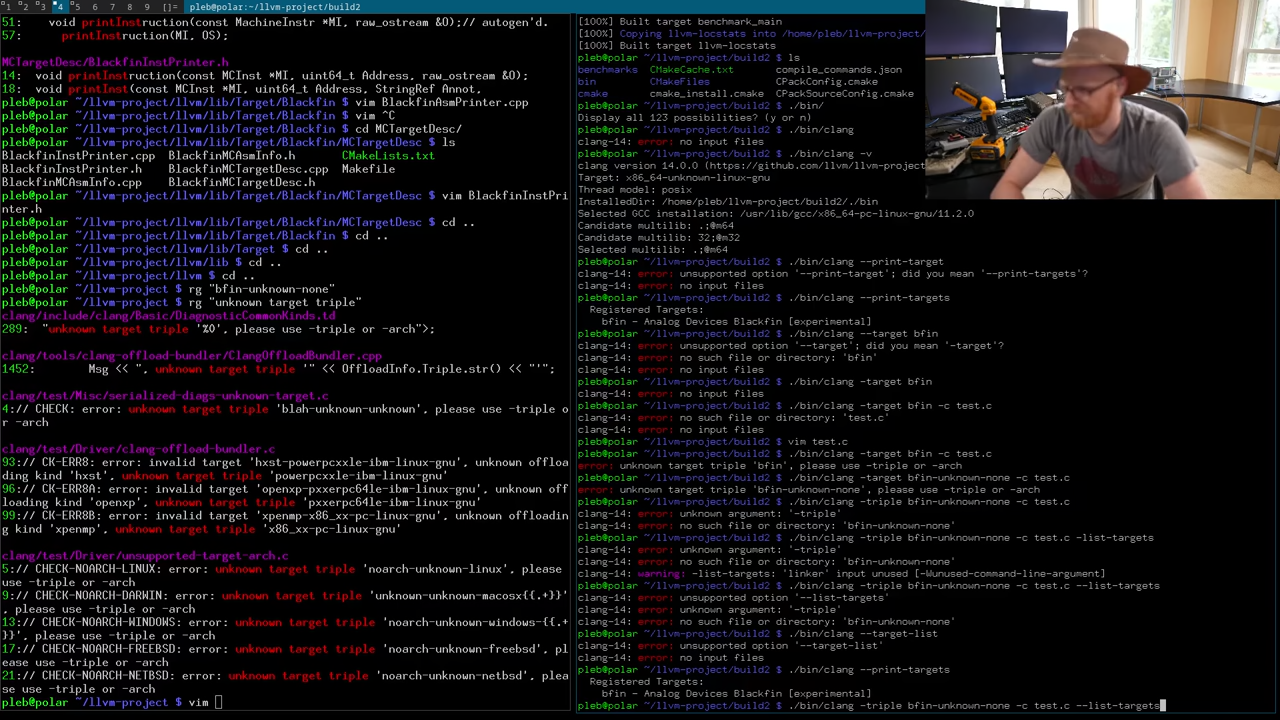 1 2 3 4 5 6 7 8 9 []= pleb@polar:~/llvm-project/build2
51: void printInstruction(const MachineInstr *MI, raw_ostream &O);// autogen'd.
57: printInstruction(MI, OS);
MCTargetDesc/BlackfinInstPrinter.h
14: void printInstruction(const MCInst *MI, uint64_t Address, raw_ostream &O);
18: void printInst(const MCInst *MI, uint64_t Address, StringRef Annot,
pleb@polar ~/llvm-project/llvm/lib/Target/Blackfin $ vim BlackfinAsmPrinter.cpp
pleb@polar ~/llvm-project/llvm/lib/Target/Blackfin $ vim ^C
pleb@polar ~/llvm-project/llvm/lib/Target/Blackfin $ cd MCTargetDesc/
pleb@polar ~/llvm-project/llvm/lib/Target/Blackfin/MCTargetDesc $ ls
BlackfinInstPrinter.cpp BlackfinMCAsmInfo.h CMakeLists.txt
BlackfinInstPrinter.h BlackfinMCTargetDesc.cpp Makefile
BlackfinMCAsmInfo.cpp BlackfinMCTargetDesc.h
pleb@polar ~/llvm-project/llvm/lib/Target/Blackfin/MCTargetDesc $ vim BlackfinInstPri
nter.h
pleb@polar ~/llvm-project/llvm/lib/Target/Blackfin/MCTargetDesc $ cd ..
pleb@polar ~/llvm-project/llvm/lib/Target/Blackfin $ cd ..
pleb@polar ~/llvm-project/llvm/lib/Target $ cd ..
pleb@polar ~/llvm-project/llvm/lib $ cd ..
pleb@polar ~/llvm-project/llvm $ cd ..
pleb@polar ~/llvm-project $ rg "bfin-unknown-none"
pleb@polar ~/llvm-project $ rg "unknown target triple"
clang/include/clang/Basic/DiagnosticCommonKinds.td
289: "unknown target triple '%0', please use -triple or -arch">;
clang/tools/clang-offload-bundler/ClangOffloadBundler.cpp
1452: Msg << ", unknown target triple '" << OffloadInfo.Triple.str() << "'";
clang/test/Misc/serialized-diags-unknown-target.c
4:// CHECK: error: unknown target triple 'blah-unknown-unknown', please use -triple o
r -arch
clang/test/Driver/clang-offload-bundler.c
93:// CK-ERR8: error: invalid target 'hxst-powerpcxxle-ibm-linux-gnu', unknown offloa
ding kind 'hxst', unknown target triple 'powerpcxxle-ibm-linux-gnu'
96:// CK-ERR8A: error: invalid target 'openxp-pxxerpc64le-ibm-linux-gnu', unknown off
loading kind 'openxp', unknown target triple 'pxxerpc64le-ibm-linux-gnu'
99:// CK-ERR8B: error: invalid target 'xpenmp-x86_xx-pc-linux-gnu', unknown offloadin
g kind 'xpenmp', unknown target triple 'x86_xx-pc-linux-gnu'
clang/test/Driver/unsupported-target-arch.c
5:// CHECK-NOARCH-LINUX: error: unknown target triple 'noarch-unknown-linux', please
use -triple or -arch
9:// CHECK-NOARCH-DARWIN: error: unknown target triple 'unknown-unknown-macosx{{.+}}'
, please use -triple or -arch
13:// CHECK-NOARCH-WINDOWS: error: unknown target triple 'noarch-unknown-windows-{{.+
}}', please use -triple or -arch
17:// CHECK-NOARCH-FREEBSD: error: unknown target triple 'noarch-unknown-freebsd', pl
ease use -triple or -arch
21:// CHECK-NOARCH-NETBSD: error: unknown target triple 'noarch-unknown-netbsd', plea
se use -triple or -arch
pleb@polar ~/llvm-project $ vim
[100%] Built target benchmark_main
[100%] Copying llvm-locstats into /home/pleb/llvm-project/
[100%] Built target llvm-locstats
pleb@polar ~/llvm-project/build2 $ ls
benchmarks CMakeCache.txt compile_commands.json
bin CMakeFiles CPackConfig.cmake
cmake cmake_install.cmake CPackSourceConfig.cmake
pleb@polar ~/llvm-project/build2 $ ./bin/
Display all 123 possibilities? (y or n)
pleb@polar ~/llvm-project/build2 $ ./bin/clang
clang-14: error: no input files
pleb@polar ~/llvm-project/build2 $ ./bin/clang -v
clang version 14.0.0 (https://github.com/llvm/llvm-project
Target: x86_64-unknown-linux-gnu
Thread model: posix
InstalledDir: /home/pleb/llvm-project/build2/./bin
Selected GCC installation: /usr/lib/gcc/x86_64-pc-linux-gnu/11.2.0
Candidate multilib: .;@m64
Candidate multilib: 32;@m32
Selected multilib: .;@m64
pleb@polar ~/llvm-project/build2 $ ./bin/clang --print-target
clang-14: error: unsupported option '--print-target'; did you mean '--print-targets'?
clang-14: error: no input files
pleb@polar ~/llvm-project/build2 $ ./bin/clang --print-targets
Registered Targets:
bfin - Analog Devices Blackfin [experimental]
pleb@polar ~/llvm-project/build2 $ ./bin/clang --target bfin
clang-14: error: unsupported option '--target'; did you mean '-target'?
clang-14: error: no such file or directory: 'bfin'
clang-14: error: no input files
pleb@polar ~/llvm-project/build2 $ ./bin/clang -target bfin
clang-14: error: no input files
pleb@polar ~/llvm-project/build2 $ ./bin/clang -target bfin -c test.c
clang-14: error: no such file or directory: 'test.c'
clang-14: error: no input files
pleb@polar ~/llvm-project/build2 $ vim test.c
pleb@polar ~/llvm-project/build2 $ ./bin/clang -target bfin -c test.c
error: unknown target triple 'bfin', please use -triple or -arch
pleb@polar ~/llvm-project/build2 $ ./bin/clang -target bfin-unknown-none -c test.c
error: unknown target triple 'bfin-unknown-none', please use -triple or -arch
pleb@polar ~/llvm-project/build2 $ ./bin/clang -triple bfin-unknown-none -c test.c
clang-14: error: unknown argument: '-triple'
clang-14: error: no such file or directory: 'bfin-unknown-none'
pleb@polar ~/llvm-project/build2 $ ./bin/clang -triple bfin-unknown-none -c test.c -list-targets
clang-14: error: unknown argument: '-triple'
clang-14: error: no such file or directory: 'bfin-unknown-none'
clang-14: warning: -list-targets: 'linker' input unused [-Wunused-command-line-argument]
pleb@polar ~/llvm-project/build2 $ ./bin/clang -triple bfin-unknown-none -c test.c --list-targets
clang-14: error: unsupported option '--list-targets'
clang-14: error: unknown argument: '-triple'
clang-14: error: no such file or directory: 'bfin-unknown-none'
pleb@polar ~/llvm-project/build2 $ ./bin/clang --target-list
clang-14: error: unsupported option '--target-list'
clang-14: error: no input files
pleb@polar ~/llvm-project/build2 $ ./bin/clang --print-targets
Registered Targets:
bfin - Analog Devices Blackfin [experimental]
pleb@polar ~/llvm-project/build2 $ ./bin/clang -triple bfin-unknown-none -c test.c --list-targets